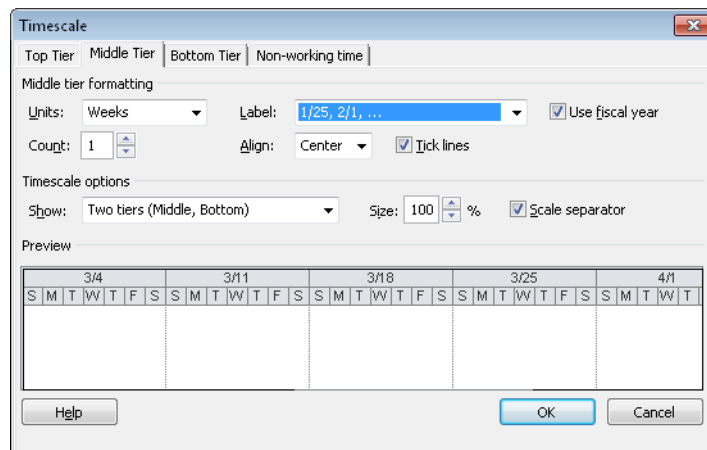 Timescale
Top Tier Middle Tier Bottom Tier Non-working time
Middle tier formatting
Units: Weeks Label: 1/25, 2/1, ... Use fiscal year
Count: 1 Align: Center Tick lines
Timescale options
Show: Two tiers (Middle, Bottom) Size: 100 % Scale separator
Preview
3/4 3/11 3/18 3/25 4/1
S M T W T F S S M T W T F S S M T W T F S S M T W T F S S M T W T
Help OK Cancel